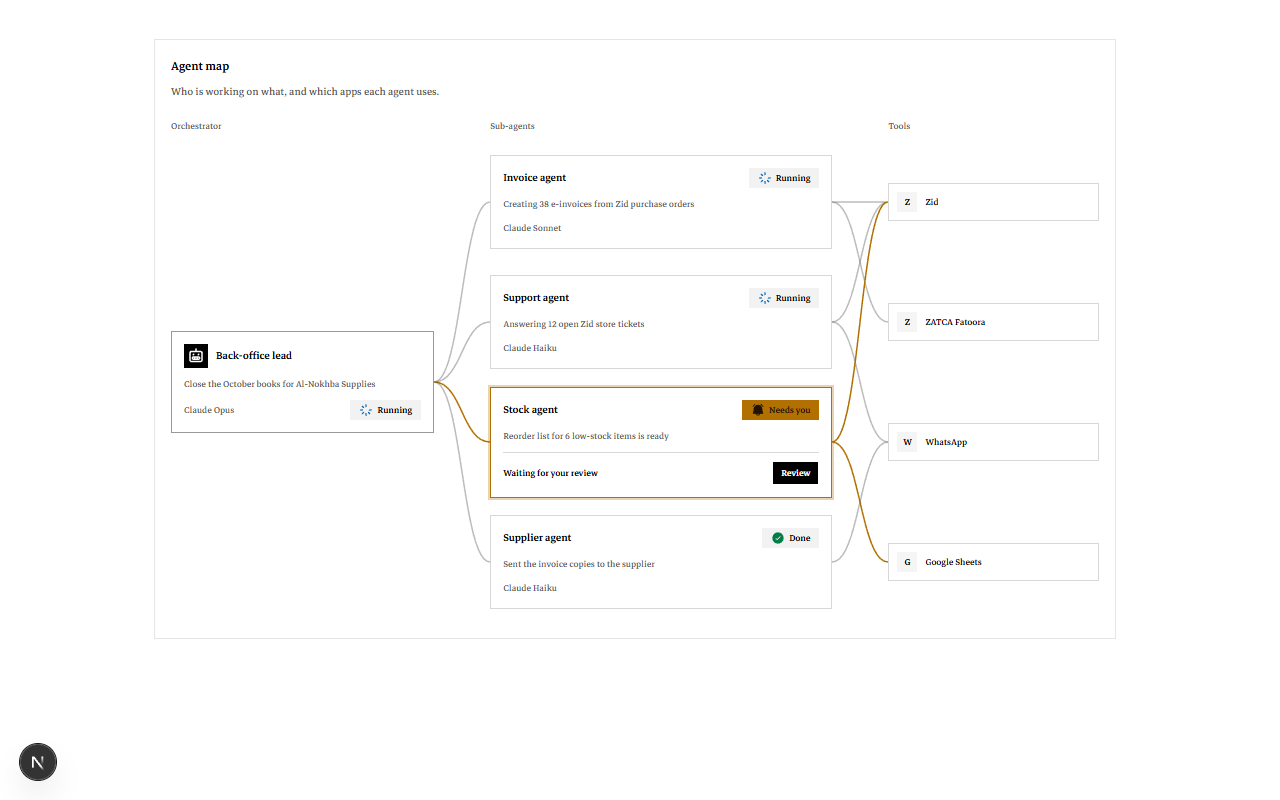 Agent map
Who is working on what, and which apps each agent uses.
Orchestrator
Back-office lead
Close the October books for Al-Nokhba Supplies
Claude Opus
Running
Sub-agents
Invoice agent
Running
Creating 38 e-invoices from Zid purchase orders
Claude Sonnet
Support agent
Running
Answering 12 open Zid store tickets
Claude Haiku
Stock agent
Needs you
Reorder list for 6 low-stock items is ready
Waiting for your review
Review
Supplier agent
Done
Sent the invoice copies to the supplier
Claude Haiku
Tools
Z
Zid
Z
ZATCA Fatoora
W
WhatsApp
G
Google Sheets
N